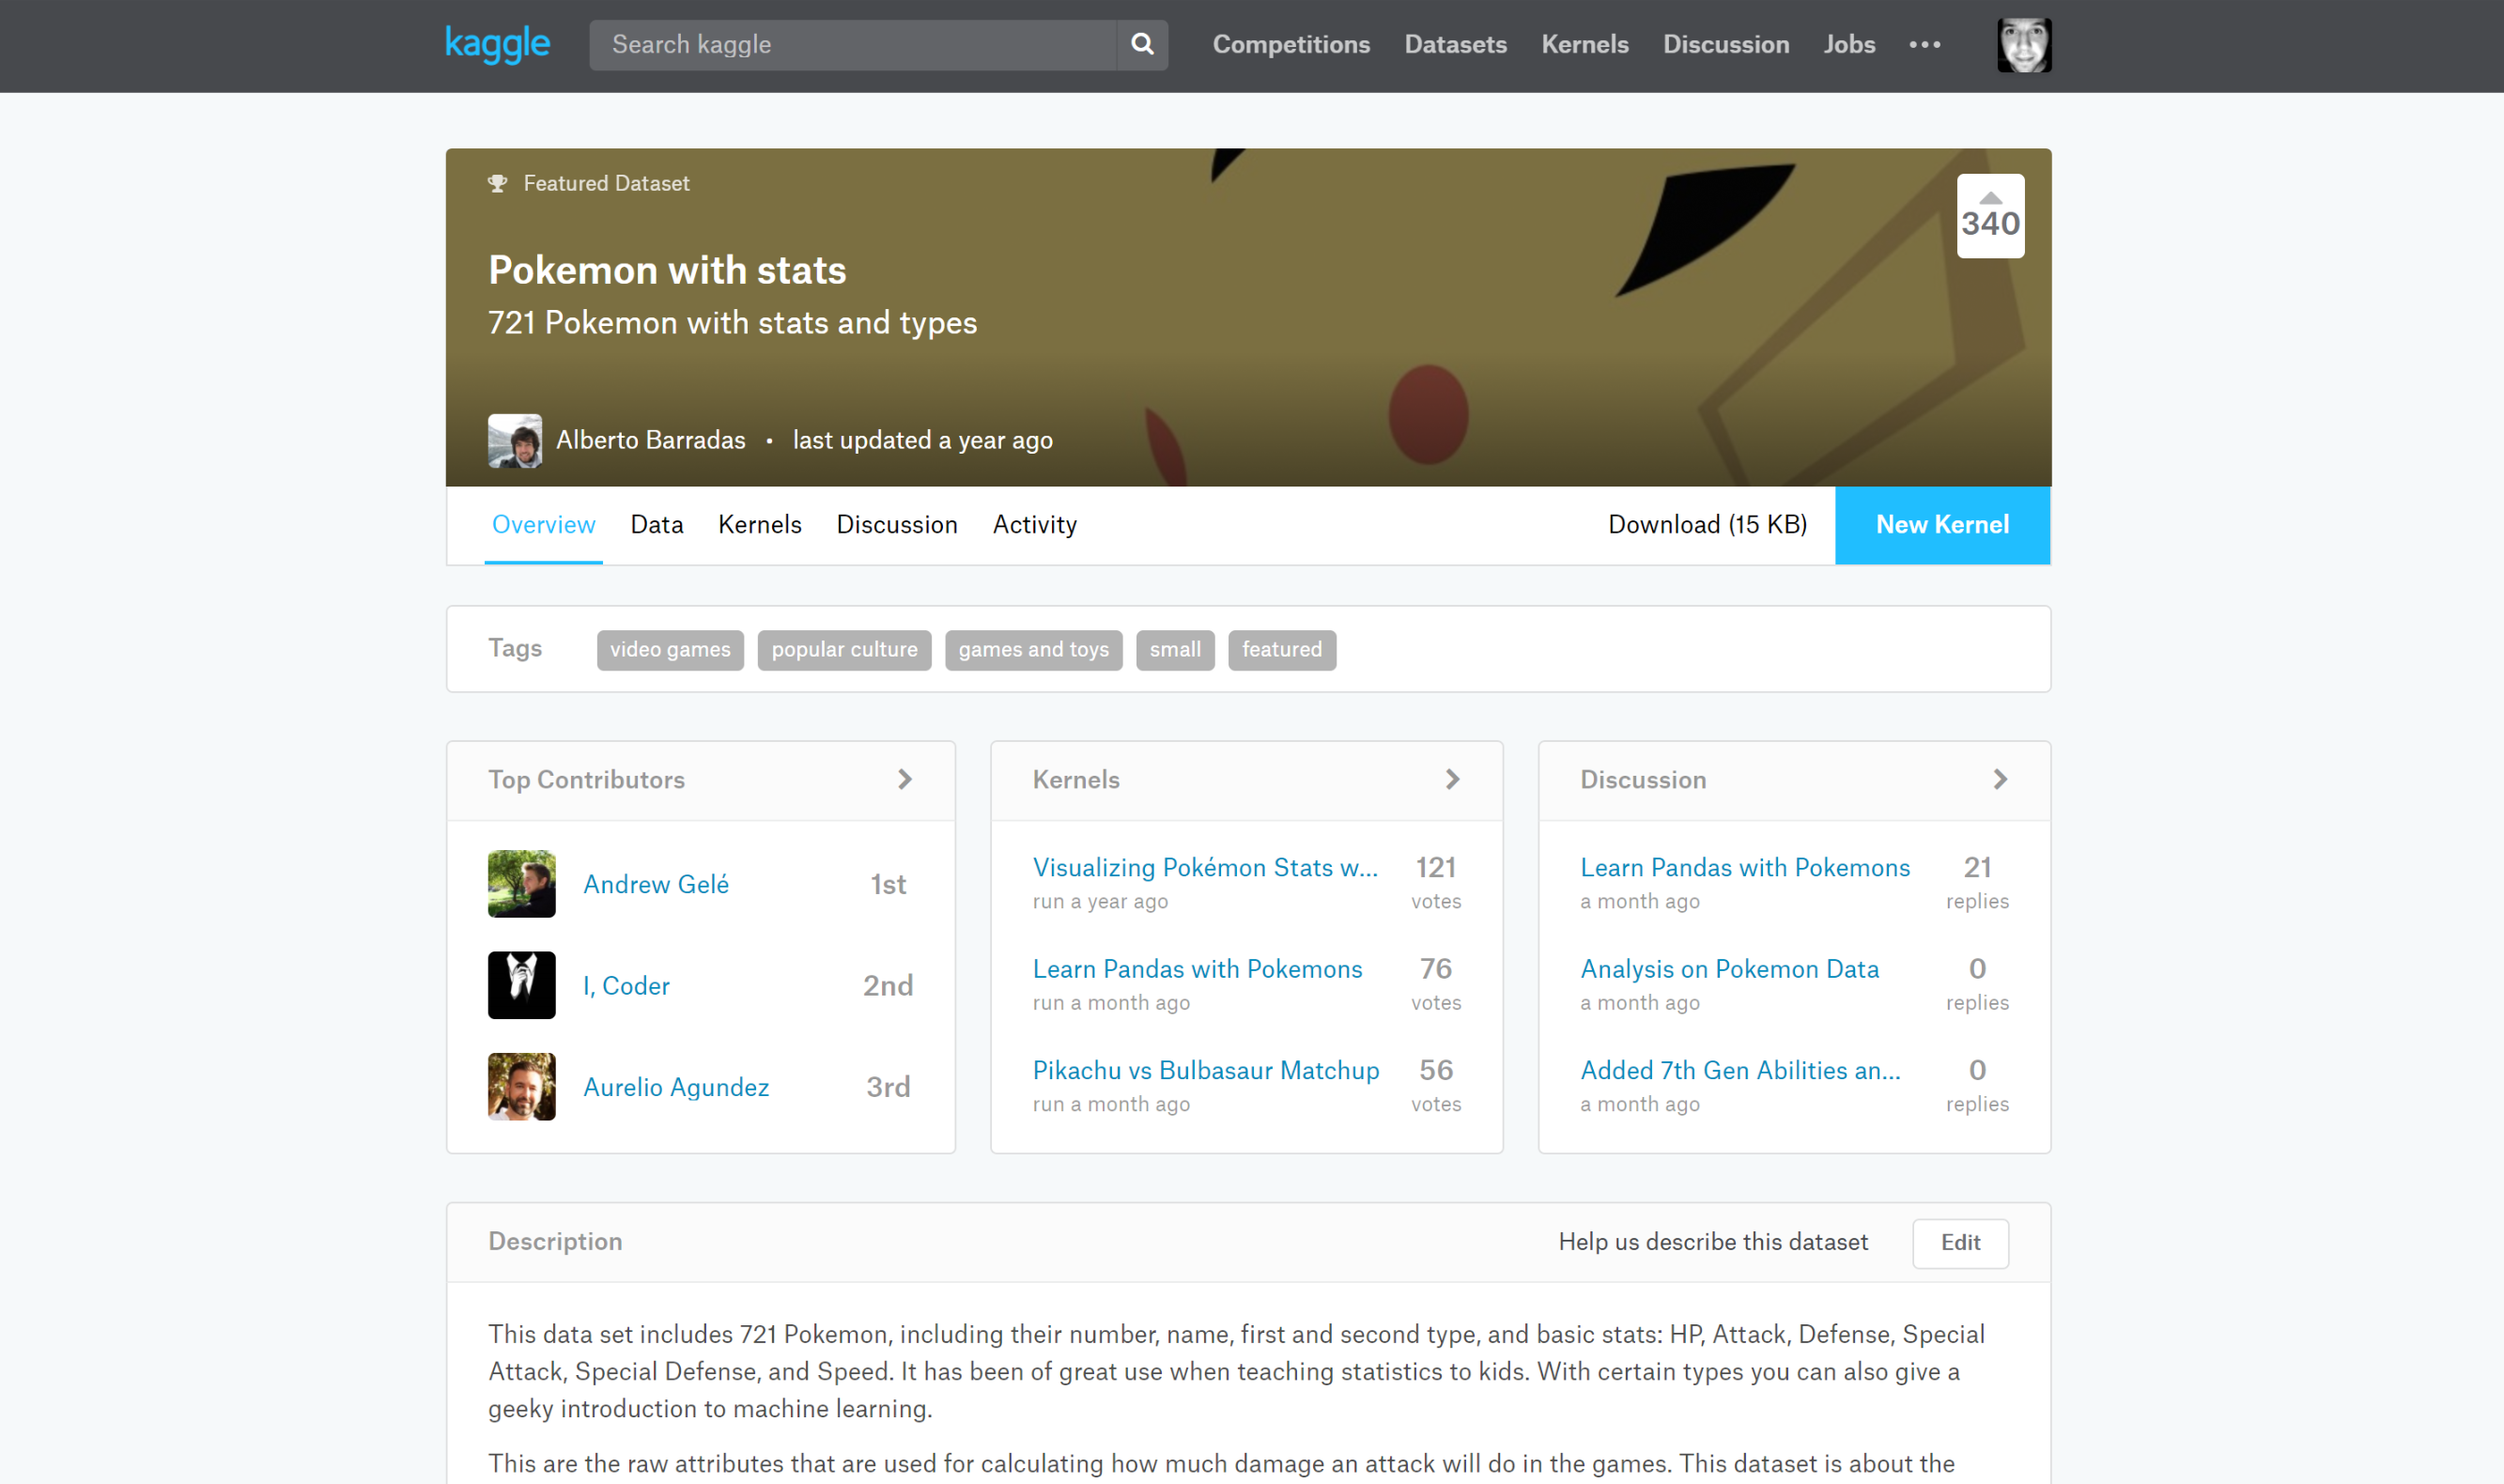 kaggle
Search kaggle
Competitions Datasets Kernels Discussion Jobs •••
Featured Dataset
340
Pokemon with stats
721 Pokemon with stats and types
Alberto Barradas • last updated a year ago
Overview Data Kernels Discussion Activity Download (15 KB) New Kernel
Tags video games popular culture games and toys small featured
Top Contributors
Andrew Gelé 1st
I, Coder 2nd
Aurelio Agundez 3rd
Kernels
Visualizing Pokémon Stats w... 121
run a year ago votes
Learn Pandas with Pokemons 76
run a month ago votes
Pikachu vs Bulbasaur Matchup 56
run a month ago votes
Discussion
Learn Pandas with Pokemons 21
a month ago replies
Analysis on Pokemon Data 0
a month ago replies
Added 7th Gen Abilities an... 0
a month ago replies
Description Help us describe this dataset Edit
This data set includes 721 Pokemon, including their number, name, first and second type, and basic stats: HP, Attack, Defense, Special
Attack, Special Defense, and Speed. It has been of great use when teaching statistics to kids. With certain types you can also give a
geeky introduction to machine learning.
This are the raw attributes that are used for calculating how much damage an attack will do in the games. This dataset is about the